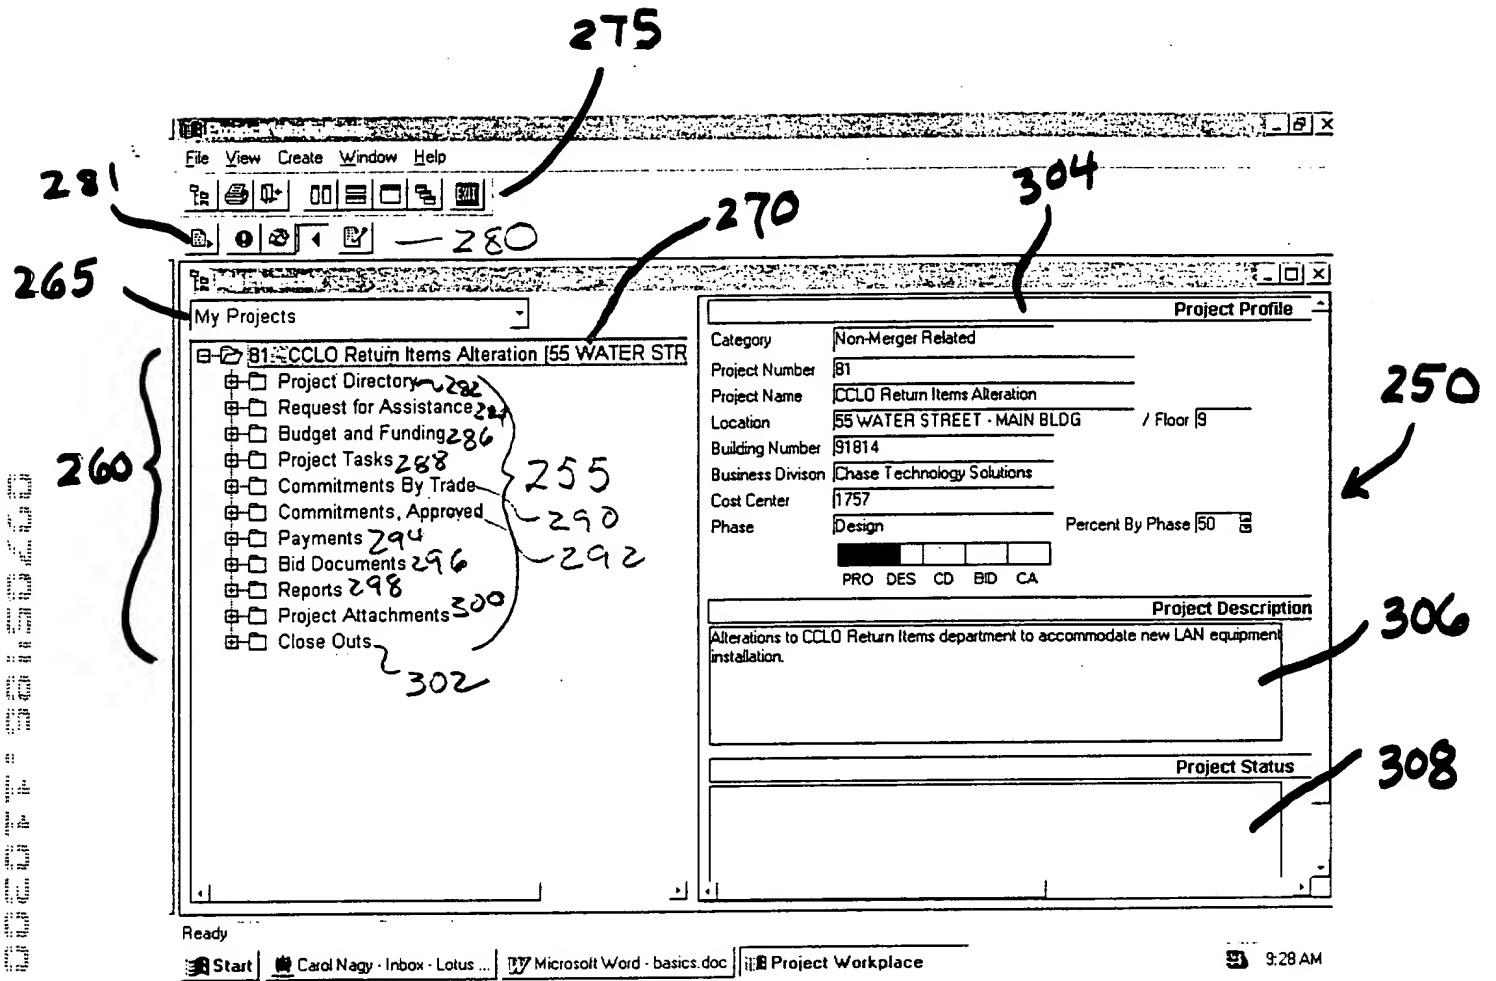 275
File View Create Window Help
281
EXIT
304
270
280
265
My Projects
Project Profile
81 - CCLO Return Items Alteration [55 WATER STR
Project Directory 282
Request for Assistance
Budget and Funding 286
Project Tasks 288
Commitments By Trade
Commitments, Approved
Payments 294
Bid Documents 296
Reports 298
Project Attachments 300
Close Outs
302
260
255
290
292
Category Non-Merger Related
Project Number 81
Project Name CCLO Return Items Alteration
Location 55 WATER STREET - MAIN BLDG / Floor 9
Building Number 91814
Business Divison Chase Technology Solutions
Cost Center 1757
Phase Design Percent By Phase 50
PRO DES CD BID CA
250
Project Description
Alterations to CCLO Return Items department to accommodate new LAN equipment
installation.
306
Project Status
308
Ready
Start Carol Nagy - Inbox - Lotus ... Microsoft Word - basics.doc Project Workplace 9:28 AM